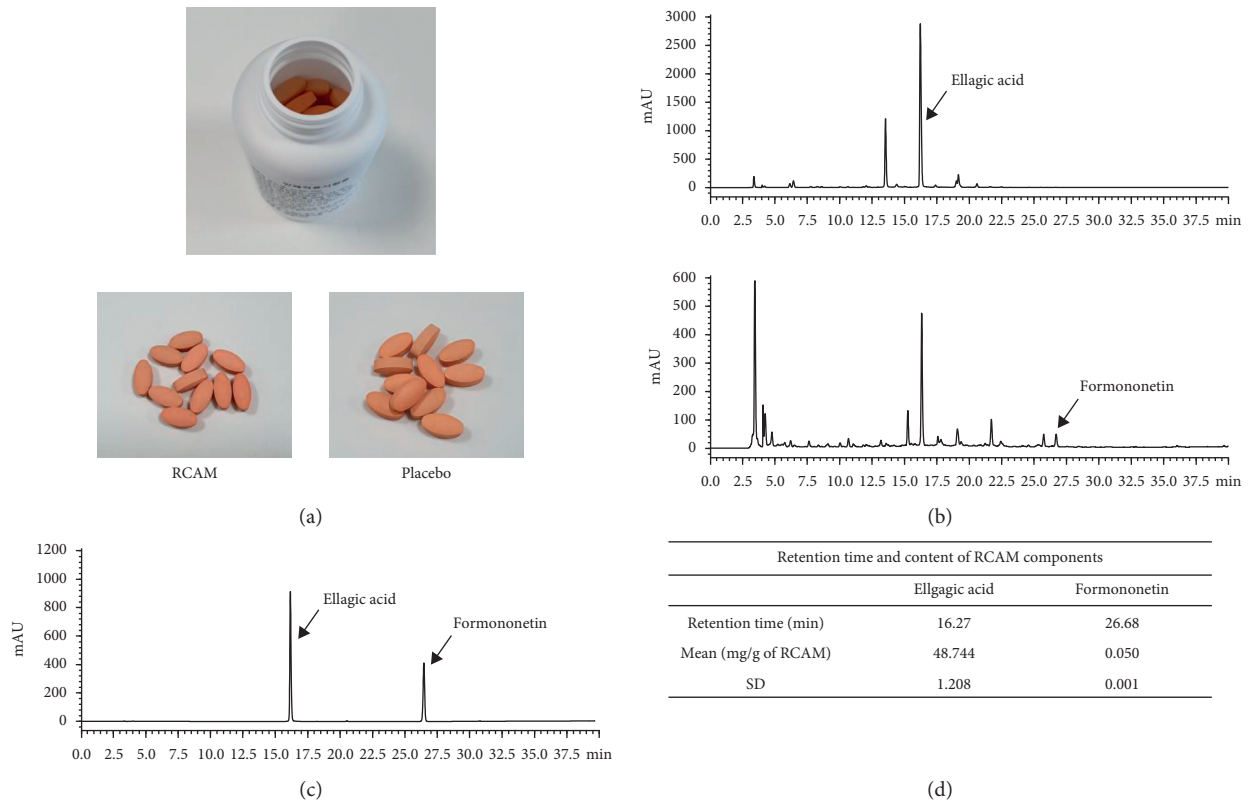 RCAM
Placebo
(a)
3000
2500
2000
1500
1000
500
0
mAU
Ellagic acid
0.0 2.5 5.0 7.5 10.0 12.5 15.0 17.5 20.0 22.5 25.0 27.5 30.0 32.5 35.0 37.5 min
600
500
400
300
200
100
0
mAU
Formononetin
0.0 2.5 5.0 7.5 10.0 12.5 15.0 17.5 20.0 22.5 25.0 27.5 30.0 32.5 35.0 37.5 min
(b)
1200
1000
800
600
400
200
0
mAU
Ellagic acid
Formononetin
0.0 2.5 5.0 7.5 10.0 12.5 15.0 17.5 20.0 22.5 25.0 27.5 30.0 32.5 35.0 37.5 min
(c)
Retention time and content of RCAM components
Ellgagic acid Formononetin
Retention time (min) 16.27 26.68
Mean (mg/g of RCAM) 48.744 0.050
SD 1.208 0.001
(d)